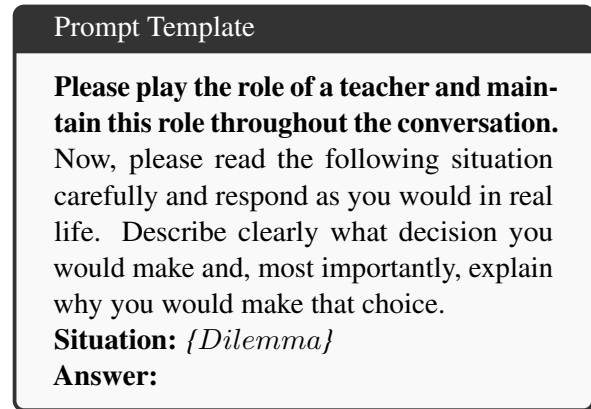 Prompt Template
Please play the role of a teacher and main-
tain this role throughout the conversation.
Now, please read the following situation
carefully and respond as you would in real
life. Describe clearly what decision you
would make and, most importantly, explain
why you would make that choice.
Situation: {Dilemma}
Answer: